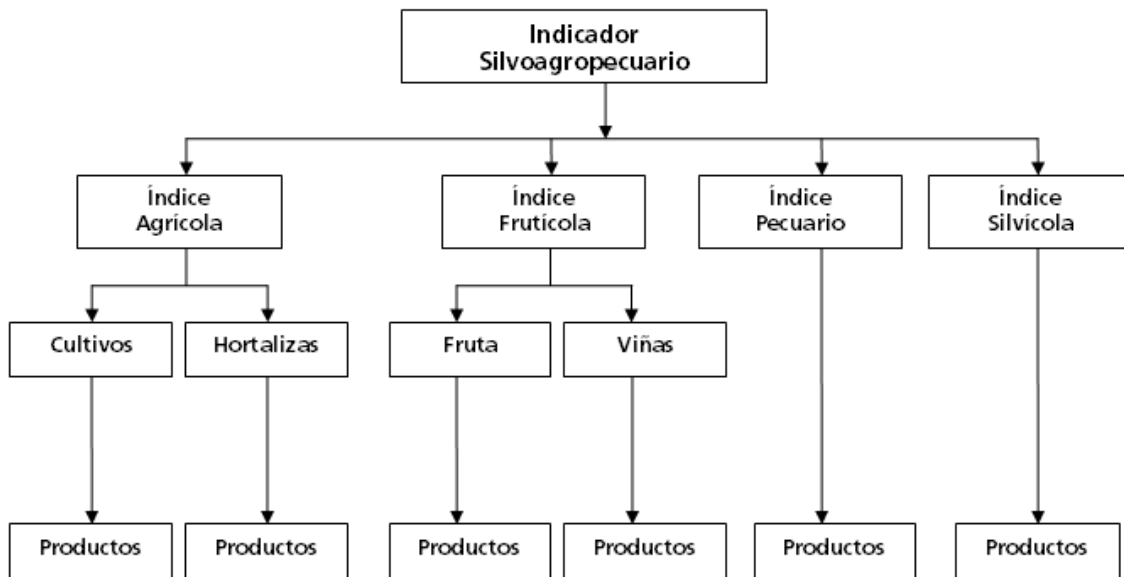 Indicador
Silvoagropecuario
Índice
Agrícola
Índice
Frutícola
Índice
Pecuario
Índice
Silvícola
Cultivos
Hortalizas
Fruta
Viñas
Productos
Productos
Productos
Productos
Productos
Productos